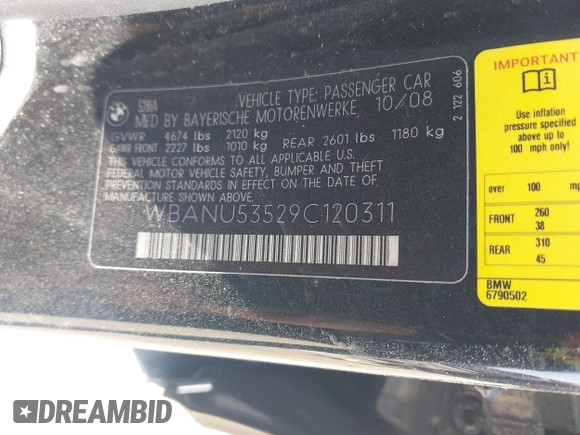 BMW
528iA
VEHICLE TYPE: PASSENGER CAR
MFD BY BAYERISCHE MOTORENWERKE, 10/08
GVWR 4674 lbs 2120 kg
GAWR FRONT 2227 lbs 1010 kg REAR 2601 lbs 1180 kg
THIS VEHICLE CONFORMS TO ALL APPLICABLE U.S.
FEDERAL MOTOR VEHICLE SAFETY, BUMPER, AND THEFT
PREVENTION STANDARDS IN EFFECT ON THE DATE OF
MANUFACTURE SHOWN ABOVE.
WBANU53529C120311
2 122 606
IMPORTANT
Use inflation
pressure specified
above up to
100 mph only!
over 100 mp
FRONT 260
38
REAR 310
45
BMW
6790502
DREAMBID